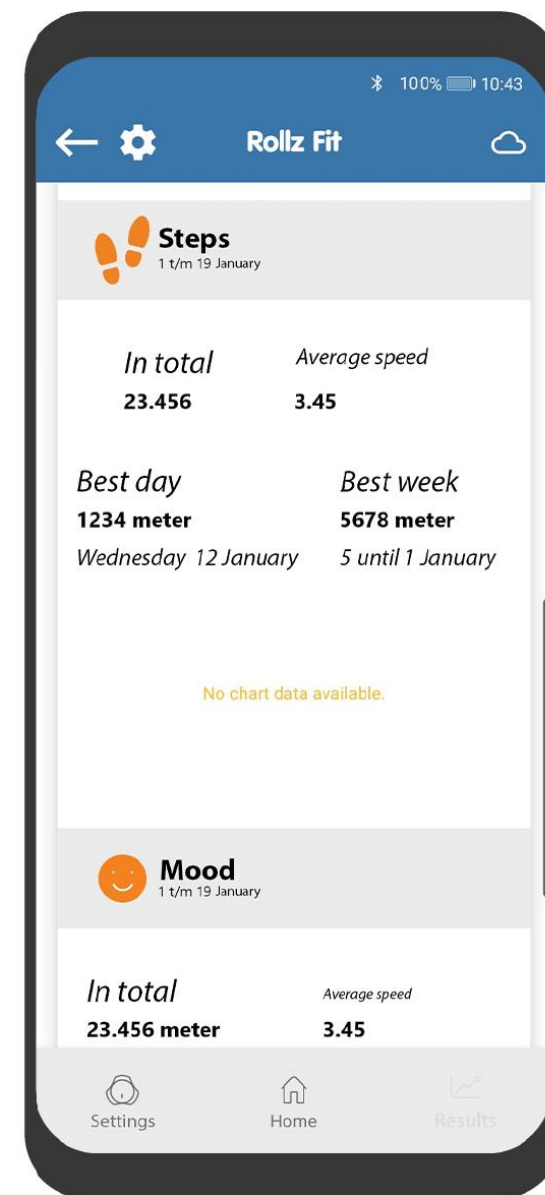 100% 10:43
Rollz Fit
Steps
1 t/m 19 January
In total Average speed
23.456 3.45
Best day Best week
1234 meter 5678 meter
Wednesday 12 January 5 until 1 January
No chart data available.
Mood
1 t/m 19 January
In total Average speed
23.456 meter 3.45
Settings Home Results